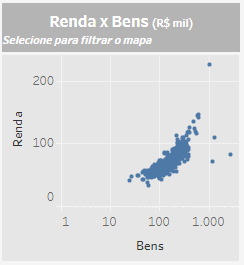 Renda x Bens (R$ mil)
Selecione para filtrar o mapa
200
Renda
100
0
1
10
100
1.000
Bens